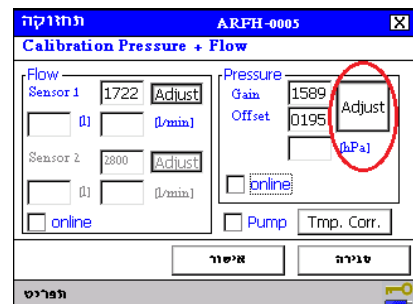 תחזוקה ARFH-0005 X
Calibration Pressure + Flow
Flow
Sensor 1 1722 Adjust
[l] [l/min]
Sensor 2 2800 Adjust
[l] [l/min]
online
Pressure
Gain 1589
Offset 0195
Adjust
[hPa]
online
Pump Tmp. Corr.
אישור סגירה
תפריט